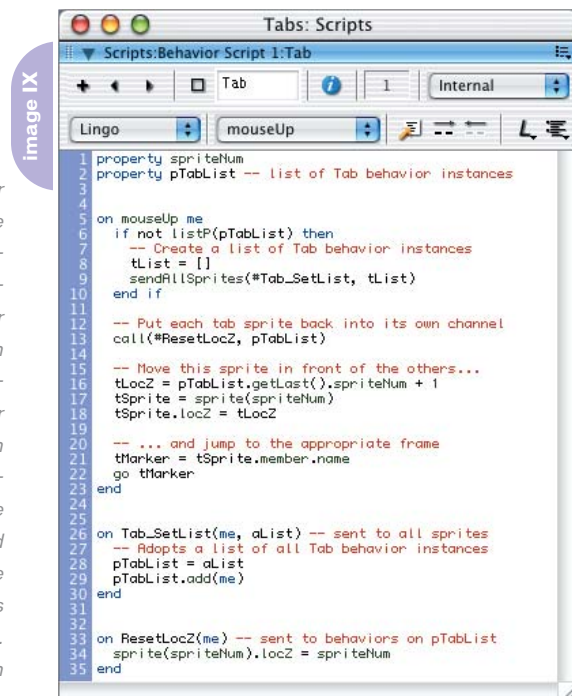 Tabs: Scripts
Scripts:Behavior Script 1:Tab
Tab
1
Internal
Lingo
mouseUp
L
image IX
1 property spriteNum
2 property pTabList -- list of Tab behavior instances
3
4
5 on mouseUp me
6 if not listP(pTabList) then
7 -- Create a list of Tab behavior instances
8 tList = []
9 sendAllSprites(#Tab_SetList, tList)
10 end if
11
12 -- Put each tab sprite back into its own channel
13 call(#ResetLocZ, pTabList)
14
15 -- Move this sprite in front of the others...
16 tLocZ = pTabList.getLast().spriteNum + 1
17 tSprite = sprite(spriteNum)
18 tSprite.locZ = tLocZ
19
20 -- ... and jump to the appropriate frame
21 tMarker = tSprite.member.name
22 go tMarker
23 end
24
25
26 on Tab_SetList(me, aList) -- sent to all sprites
27 -- Adopts a list of all Tab behavior instances
28 pTabList = aList
29 pTabList.add(me)
30 end
31
32
33 on ResetLocZ(me) -- sent to behaviors on pTabList
34 sprite(spriteNum).locZ = spriteNum
35 end